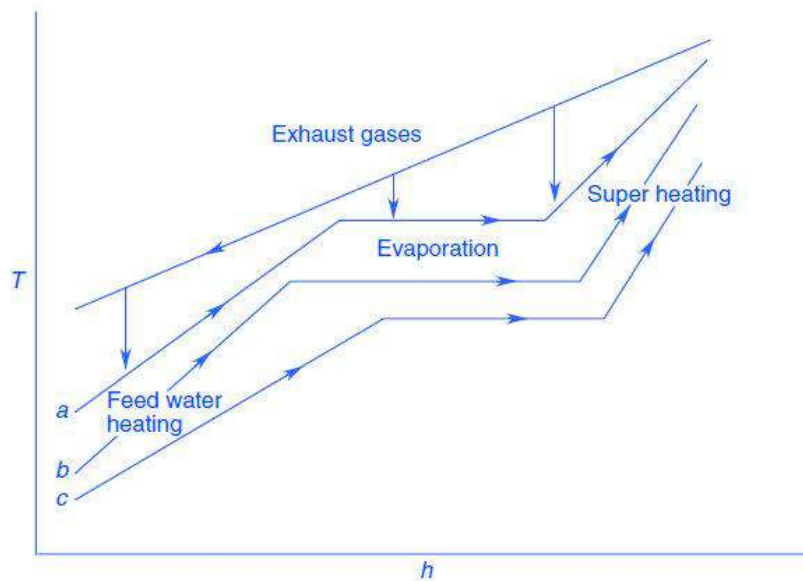 Exhaust gases
Super heating
Evaporation
T
a
Feed water
heating
b
c
h